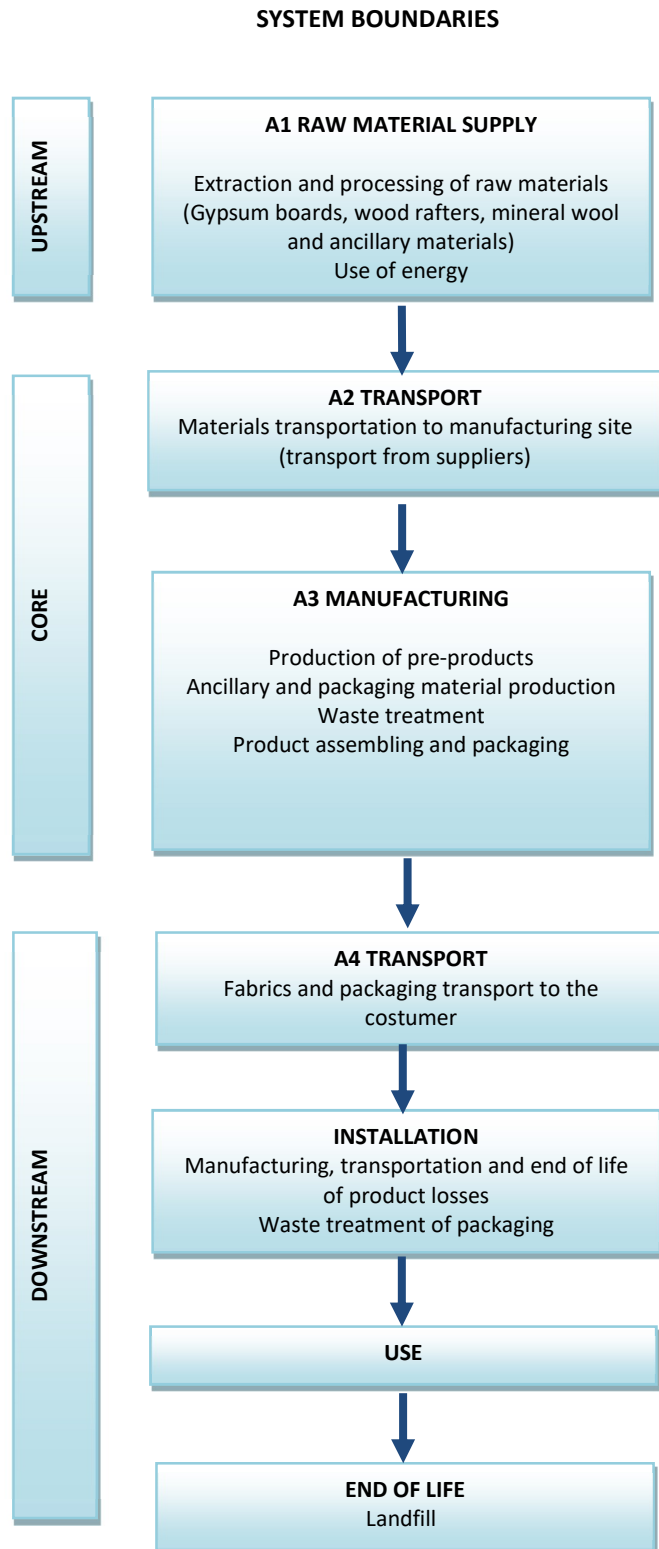 SYSTEM BOUNDARIES
UPSTREAM
A1 RAW MATERIAL SUPPLY
Extraction and processing of raw materials
(Gypsum boards, wood rafters, mineral wool
and ancillary materials)
Use of energy
CORE
A2 TRANSPORT
Materials transportation to manufacturing site
(transport from suppliers)
A3 MANUFACTURING
Production of pre-products
Ancillary and packaging material production
Waste treatment
Product assembling and packaging
DOWNSTREAM
A4 TRANSPORT
Fabrics and packaging transport to the
costumer
INSTALLATION
Manufacturing, transportation and end of life
of product losses
Waste treatment of packaging
USE
END OF LIFE
Landfill